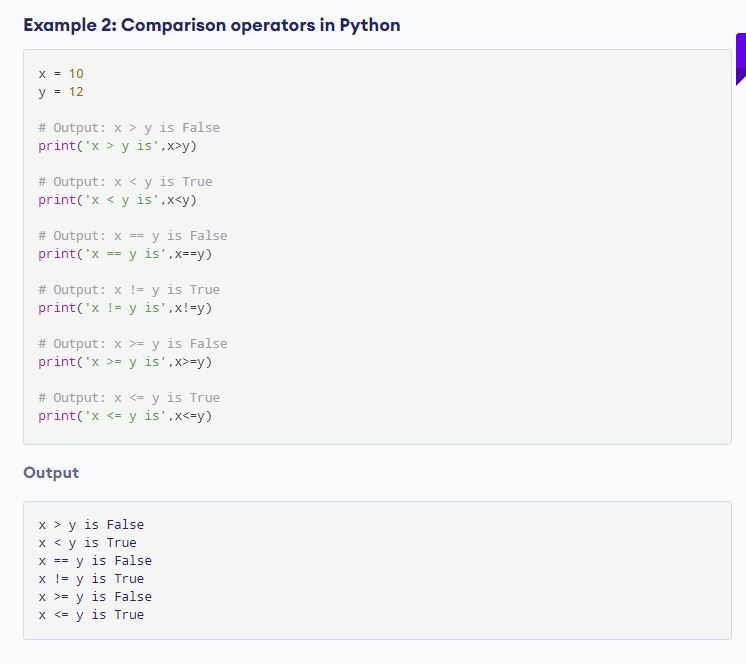 Example 2: Comparison operators in Python
x = 10
y = 12
# Output: x > y is False
print('x > y is',x>y)
# Output: x < y is True
print('x < y is',x<y)
# Output: x == y is False
print('x == y is',x==y)
# Output: x != y is True
print('x != y is',x!=y)
# Output: x >= y is False
print('x >= y is',x>=y)
# Output: x <= y is True
print('x <= y is',x<=y)
Output
x > y is False
x < y is True
x == y is False
x != y is True
x >= y is False
x <= y is True